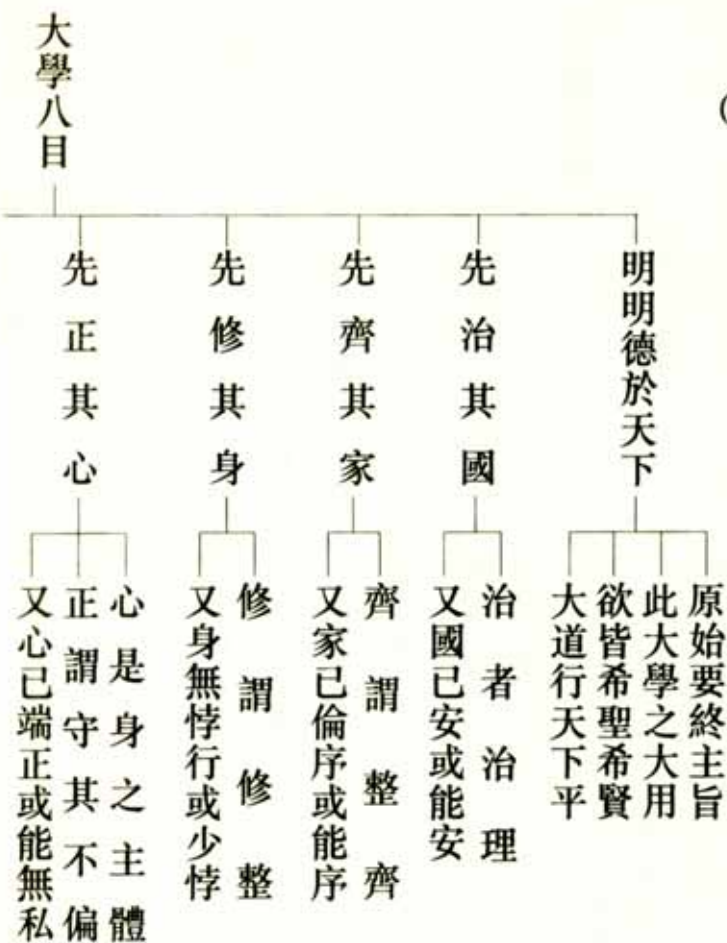 大學八目
明明德於天下
原始要終主旨
此大學之大用
欲皆希聖希賢
大道行天下平
先治其國
治者治理
又國已安或能安
先齊其家
齊謂整齊
又家已倫序或能序
先修其身
修謂修整
又身無悖行或少悖
先正其心
心是身之主體
正謂守其不偏
又心已端正或能無私